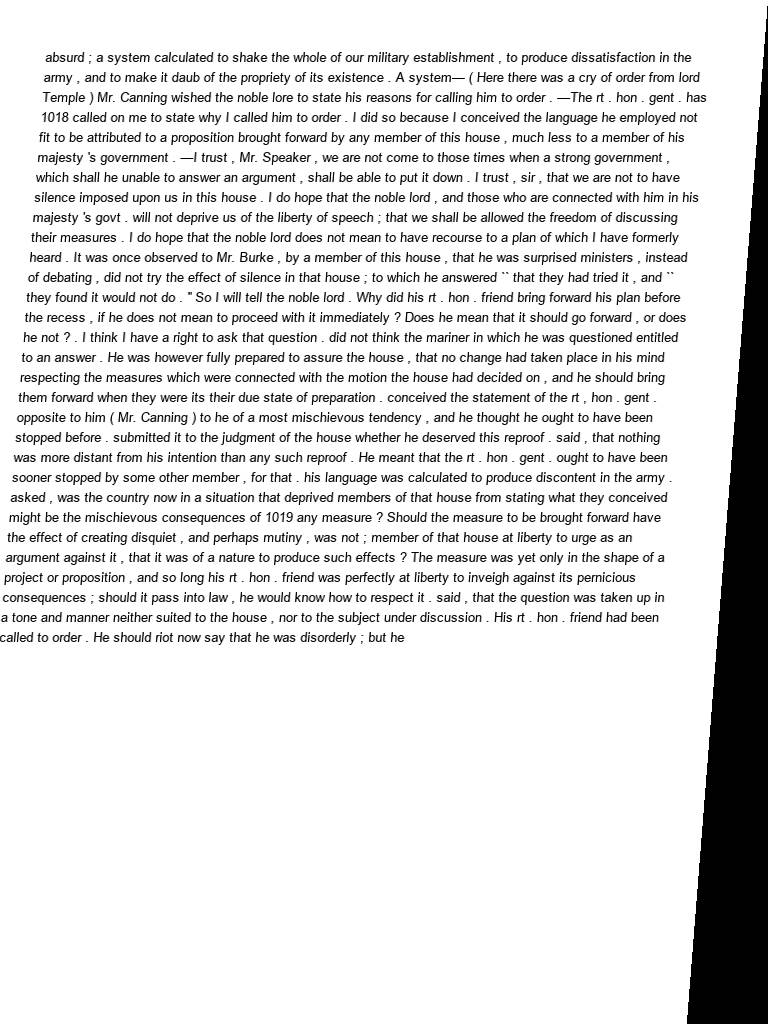 absurd ; a system calculated to shake the whole of our military establishment , to produce dissatisfaction in the
army , and to make it daub of the propriety of its existence . A system— ( Here there was a cry of order from lord
Temple ) Mr. Canning wished the noble lore to state his reasons for calling him to order . —The rt . hon . gent . has
1018 called on me to state why I called him to order . I did so because I conceived the language he employed not
fit to be attributed to a proposition brought forward by any member of this house , much less to a member of his
majesty 's government . —I trust , Mr. Speaker , we are not come to those times when a strong government ,
which shall he unable to answer an argument , shall be able to put it down . I trust , sir , that we are not to have
silence imposed upon us in this house . I do hope that the noble lord , and those who are connected with him in his
majesty 's govt . will not deprive us of the liberty of speech ; that we shall be allowed the freedom of discussing
their measures . I do hope that the noble lord does not mean to have recourse to a plan of which I have formerly
heard . It was once observed to Mr. Burke , by a member of this house , that he was surprised ministers , instead
of debating , did not try the effect of silence in that house ; to which he answered `` that they had tried it , and ``
they found it would not do . " So I will tell the noble lord . Why did his rt . hon . friend bring forward his plan before
the recess , if he does not mean to proceed with it immediately ? Does he mean that it should go forward , or does
he not ? . I think I have a right to ask that question . did not think the mariner in which he was questioned entitled
to an answer . He was however fully prepared to assure the house , that no change had taken place in his mind
respecting the measures which were connected with the motion the house had decided on , and he should bring
them forward when they were its their due state of preparation . conceived the statement of the rt , hon . gent .
opposite to him ( Mr. Canning ) to he of a most mischievous tendency , and he thought he ought to have been
stopped before . submitted it to the judgment of the house whether he deserved this reproof . said , that nothing
was more distant from his intention than any such reproof . He meant that the rt . hon . gent . ought to have been
sooner stopped by some other member , for that . his language was calculated to produce discontent in the army .
asked , was the country now in a situation that deprived members of that house from stating what they conceived
might be the mischievous consequences of 1019 any measure ? Should the measure to be brought forward have
the effect of creating disquiet , and perhaps mutiny , was not ; member of that house at liberty to urge as an
argument against it , that it was of a nature to produce such effects ? The measure was yet only in the shape of a
project or proposition , and so long his rt . hon . friend was perfectly at liberty to inveigh against its pernicious
consequences ; should it pass into law , he would know how to respect it . said , that the question was taken up in
a tone and manner neither suited to the house , nor to the subject under discussion . His rt . hon . friend had been
called to order . He should riot now say that he was disorderly ; but he